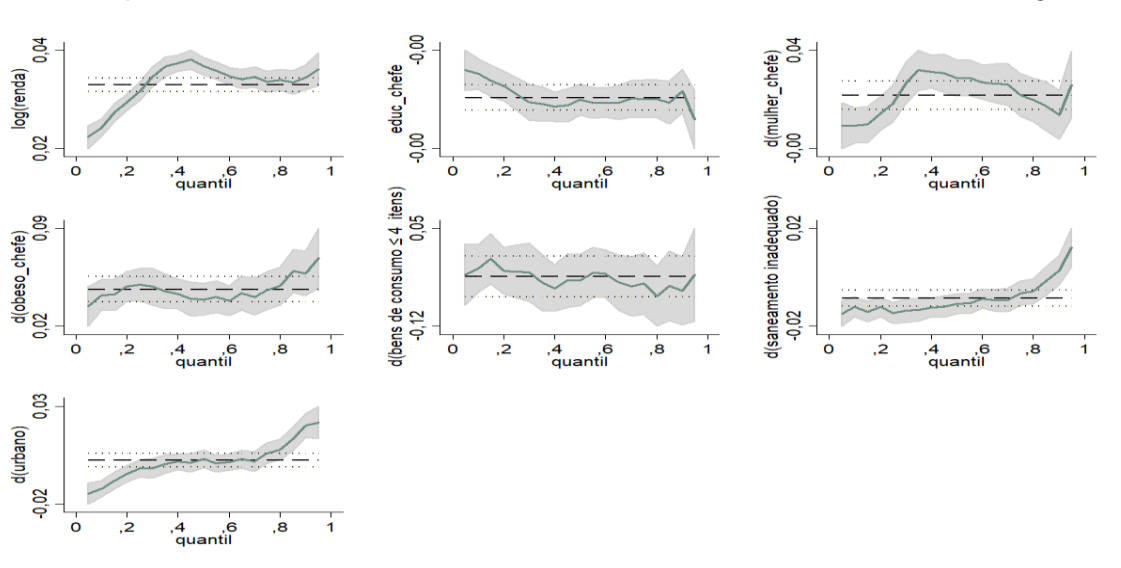 log(renda)
0,04
0,02
0 ,2 ,4 ,6 ,8 1
quantil
educ_chefe
-0,00
-0,00
0 ,2 ,4 ,6 ,8 1
quantil
d(mulher_chefe)
0,04
-0,00
0 ,2 ,4 ,6 ,8 1
quantil
d(obeso_chefe)
0,09
0,02
0 ,2 ,4 ,6 ,8 1
quantil
d(bens de consumo ≤ 4 itens)
0,05
-0,12
0 ,2 ,4 ,6 ,8 1
quantil
d(saneamento inadequado)
0,02
-0,02
0 ,2 ,4 ,6 ,8 1
quantil
d(urbano)
0,03
-0,02
0 ,2 ,4 ,6 ,8 1
quantil